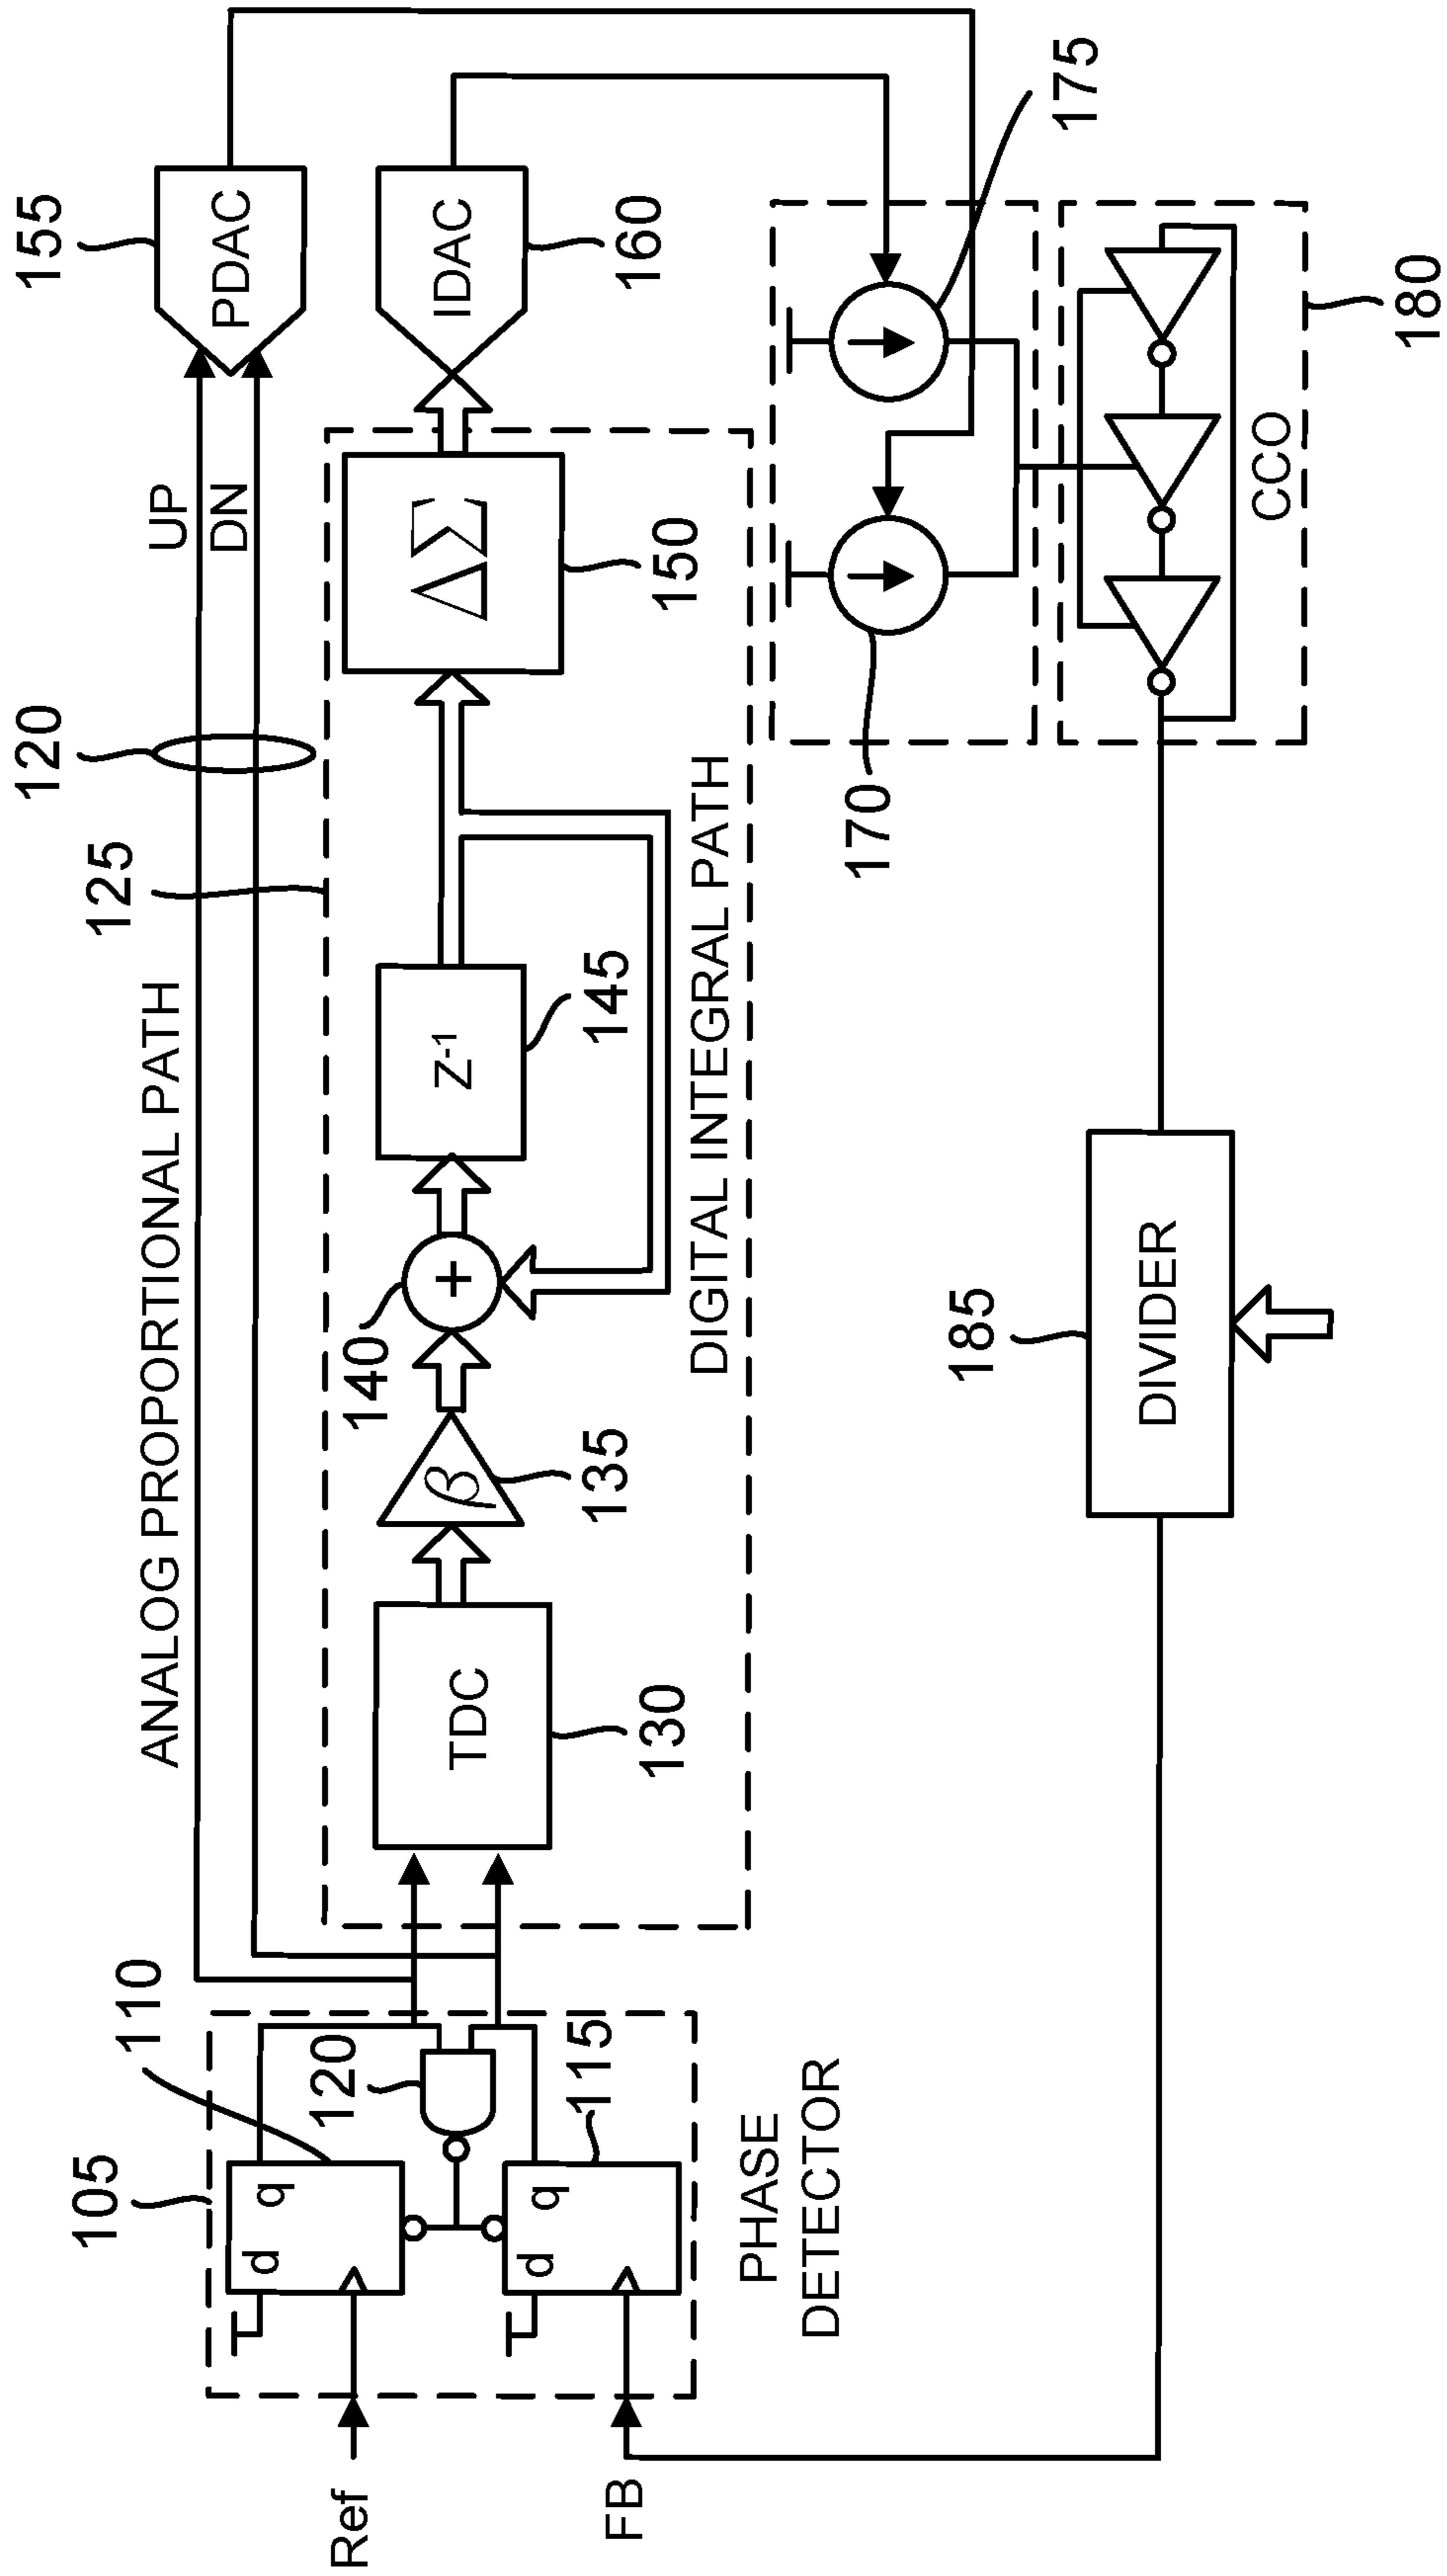 155
PDAC
UP
DN
120
ANALOG PROPORTIONAL PATH
125
IDAC
160
ΔΣ
150
Z-1
145
+
140
β
135
TDC
130
DIGITAL INTEGRAL PATH
105
110
d q
120
d q
115
PHASE
DETECTOR
Ref
FB
170
175
CCO
180
185
DIVIDER